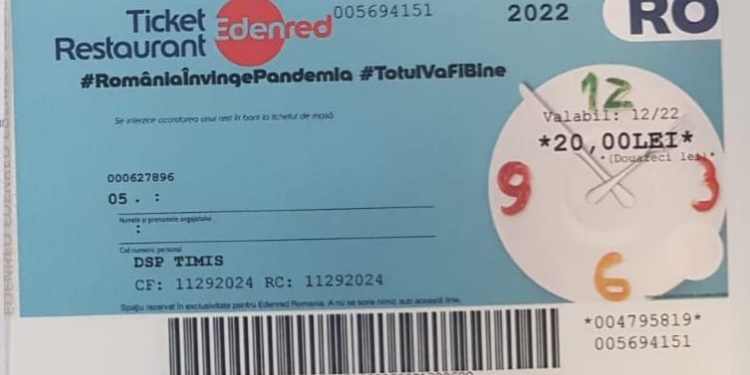 Ticket Restaurant Edenred
005694151
2022
RO
#RomâniaÎnvingePandemia #TotulVaFiBine
Se interzice acordarea unui rest în bani la tichetul de masă
12
Valabil: 12/22
*20,00LEI*
*(Douăzeci lei)*
000627896
05 . :
Numele și prenumele angajatului
:
Cod numeric personal
9
3
6
DSP TIMIS
CF: 11292024 RC: 11292024
Spațiu rezervat în exclusivitate pentru Edenred Romania. A nu se scrie nimic sub această linie.
*004795819*
005694151